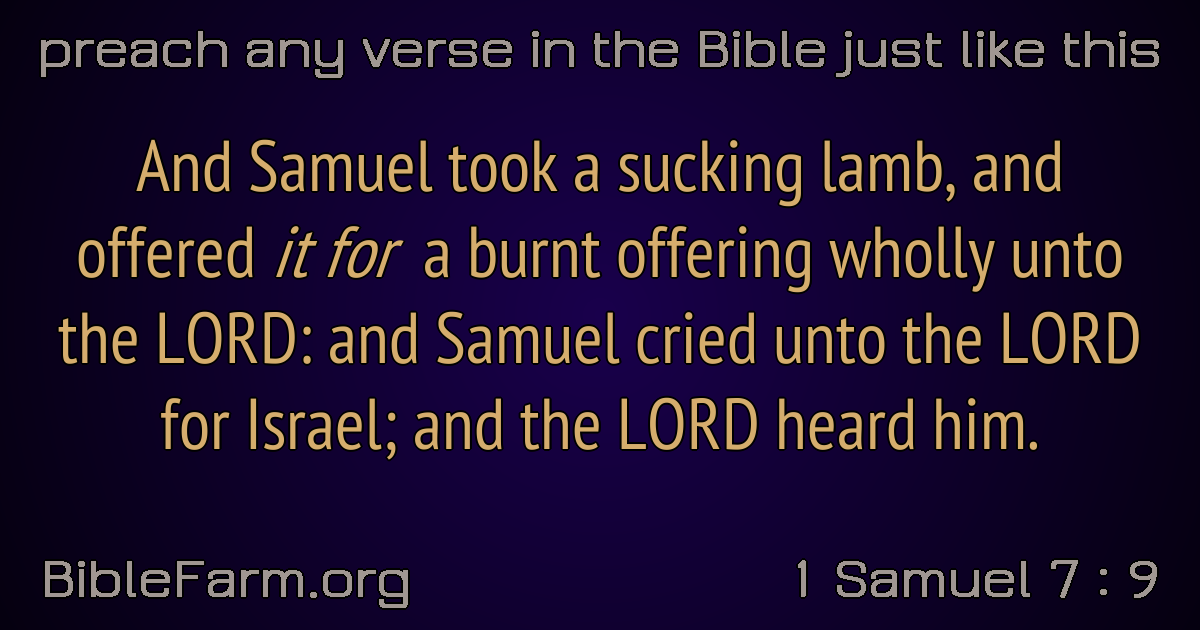 preach any verse in the Bible just like this
And Samuel took a sucking lamb, and
offered it for a burnt offering wholly unto
the LORD: and Samuel cried unto the LORD
for Israel; and the LORD heard him.
BibleFarm.org
1 Samuel 7 : 9